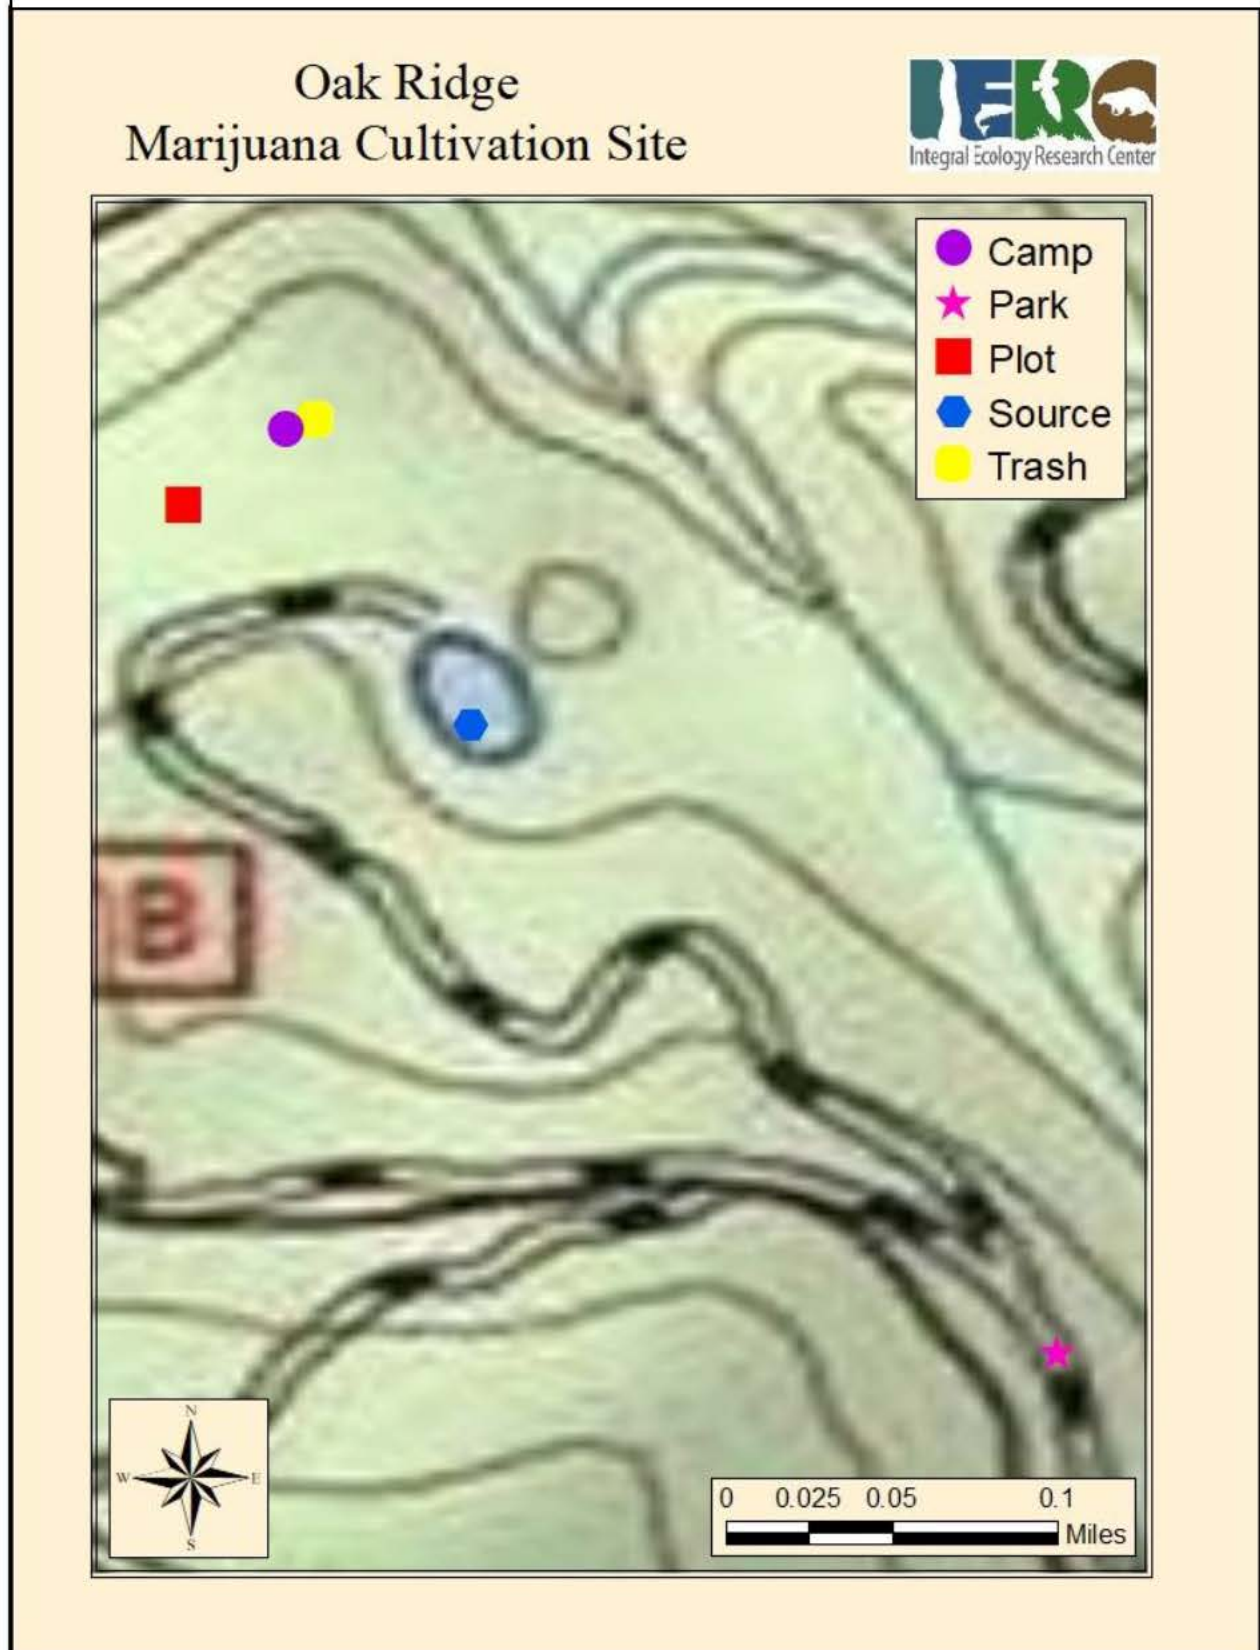 Oak Ridge
Marijuana Cultivation Site
IERC
Integral Ecology Research Center
Camp
Park
Plot
Source
Trash
B
N
W E
S
0 0.025 0.05 0.1
Miles